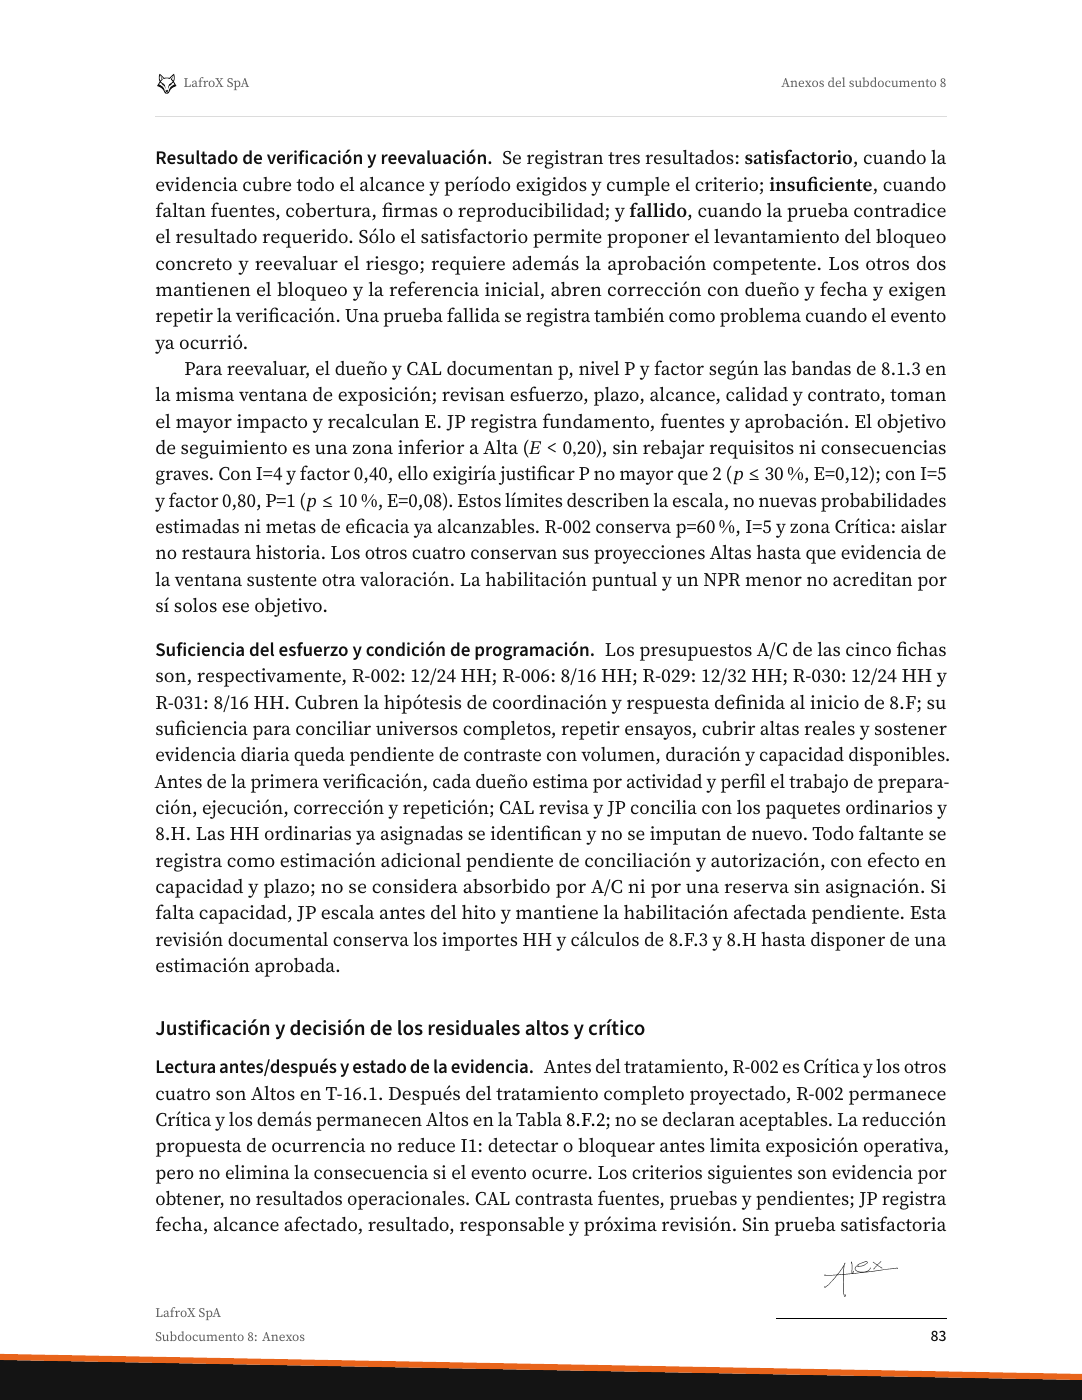 LafroX SpA
Anexos del subdocumento 8
Resultado de verificación y reevaluación. Se registran tres resultados: satisfactorio, cuando la
evidencia cubre todo el alcance y período exigidos y cumple el criterio; insuficiente, cuando
faltan fuentes, cobertura, firmas o reproducibilidad; y fallido, cuando la prueba contradice
el resultado requerido. Sólo el satisfactorio permite proponer el levantamiento del bloqueo
concreto y reevaluar el riesgo; requiere además la aprobación competente. Los otros dos
mantienen el bloqueo y la referencia inicial, abren corrección con dueño y fecha y exigen
repetir la verificación. Una prueba fallida se registra también como problema cuando el evento
ya ocurrió.
Para reevaluar, el dueño y CAL documentan p, nivel P y factor según las bandas de 8.1.3 en
la misma ventana de exposición; revisan esfuerzo, plazo, alcance, calidad y contrato, toman
el mayor impacto y recalculan E. JP registra fundamento, fuentes y aprobación. El objetivo
de seguimiento es una zona inferior a Alta (E < 0,20), sin rebajar requisitos ni consecuencias
graves. Con I=4 y factor 0,40, ello exigiría justificar P no mayor que 2 (p ≤ 30 %, E=0,12); con I=5
y factor 0,80, P=1 (p ≤ 10 %, E=0,08). Estos límites describen la escala, no nuevas probabilidades
estimadas ni metas de eficacia ya alcanzables. R-002 conserva p=60 %, I=5 y zona Crítica: aislar
no restaura historia. Los otros cuatro conservan sus proyecciones Altas hasta que evidencia de
la ventana sustente otra valoración. La habilitación puntual y un NPR menor no acreditan por
sí solos ese objetivo.
Suficiencia del esfuerzo y condición de programación. Los presupuestos A/C de las cinco fichas
son, respectivamente, R-002: 12/24 HH; R-006: 8/16 HH; R-029: 12/32 HH; R-030: 12/24 HH y
R-031: 8/16 HH. Cubren la hipótesis de coordinación y respuesta definida al inicio de 8.F; su
suficiencia para conciliar universos completos, repetir ensayos, cubrir altas reales y sostener
evidencia diaria queda pendiente de contraste con volumen, duración y capacidad disponibles.
Antes de la primera verificación, cada dueño estima por actividad y perfil el trabajo de prepara-
ción, ejecución, corrección y repetición; CAL revisa y JP concilia con los paquetes ordinarios y
8.H. Las HH ordinarias ya asignadas se identifican y no se imputan de nuevo. Todo faltante se
registra como estimación adicional pendiente de conciliación y autorización, con efecto en
capacidad y plazo; no se considera absorbido por A/C ni por una reserva sin asignación. Si
falta capacidad, JP escala antes del hito y mantiene la habilitación afectada pendiente. Esta
revisión documental conserva los importes HH y cálculos de 8.F.3 y 8.H hasta disponer de una
estimación aprobada.
Justificación y decisión de los residuales altos y crítico
Lectura antes/después y estado de la evidencia. Antes del tratamiento, R-002 es Crítica y los otros
cuatro son Altos en T-16.1. Después del tratamiento completo proyectado, R-002 permanece
Crítica y los demás permanecen Altos en la Tabla 8.F.2; no se declaran aceptables. La reducción
propuesta de ocurrencia no reduce I1: detectar o bloquear antes limita exposición operativa,
pero no elimina la consecuencia si el evento ocurre. Los criterios siguientes son evidencia por
obtener, no resultados operacionales. CAL contrasta fuentes, pruebas y pendientes; JP registra
fecha, alcance afectado, resultado, responsable y próxima revisión. Sin prueba satisfactoria
Alex
LafroX SpA
Subdocumento 8: Anexos
83